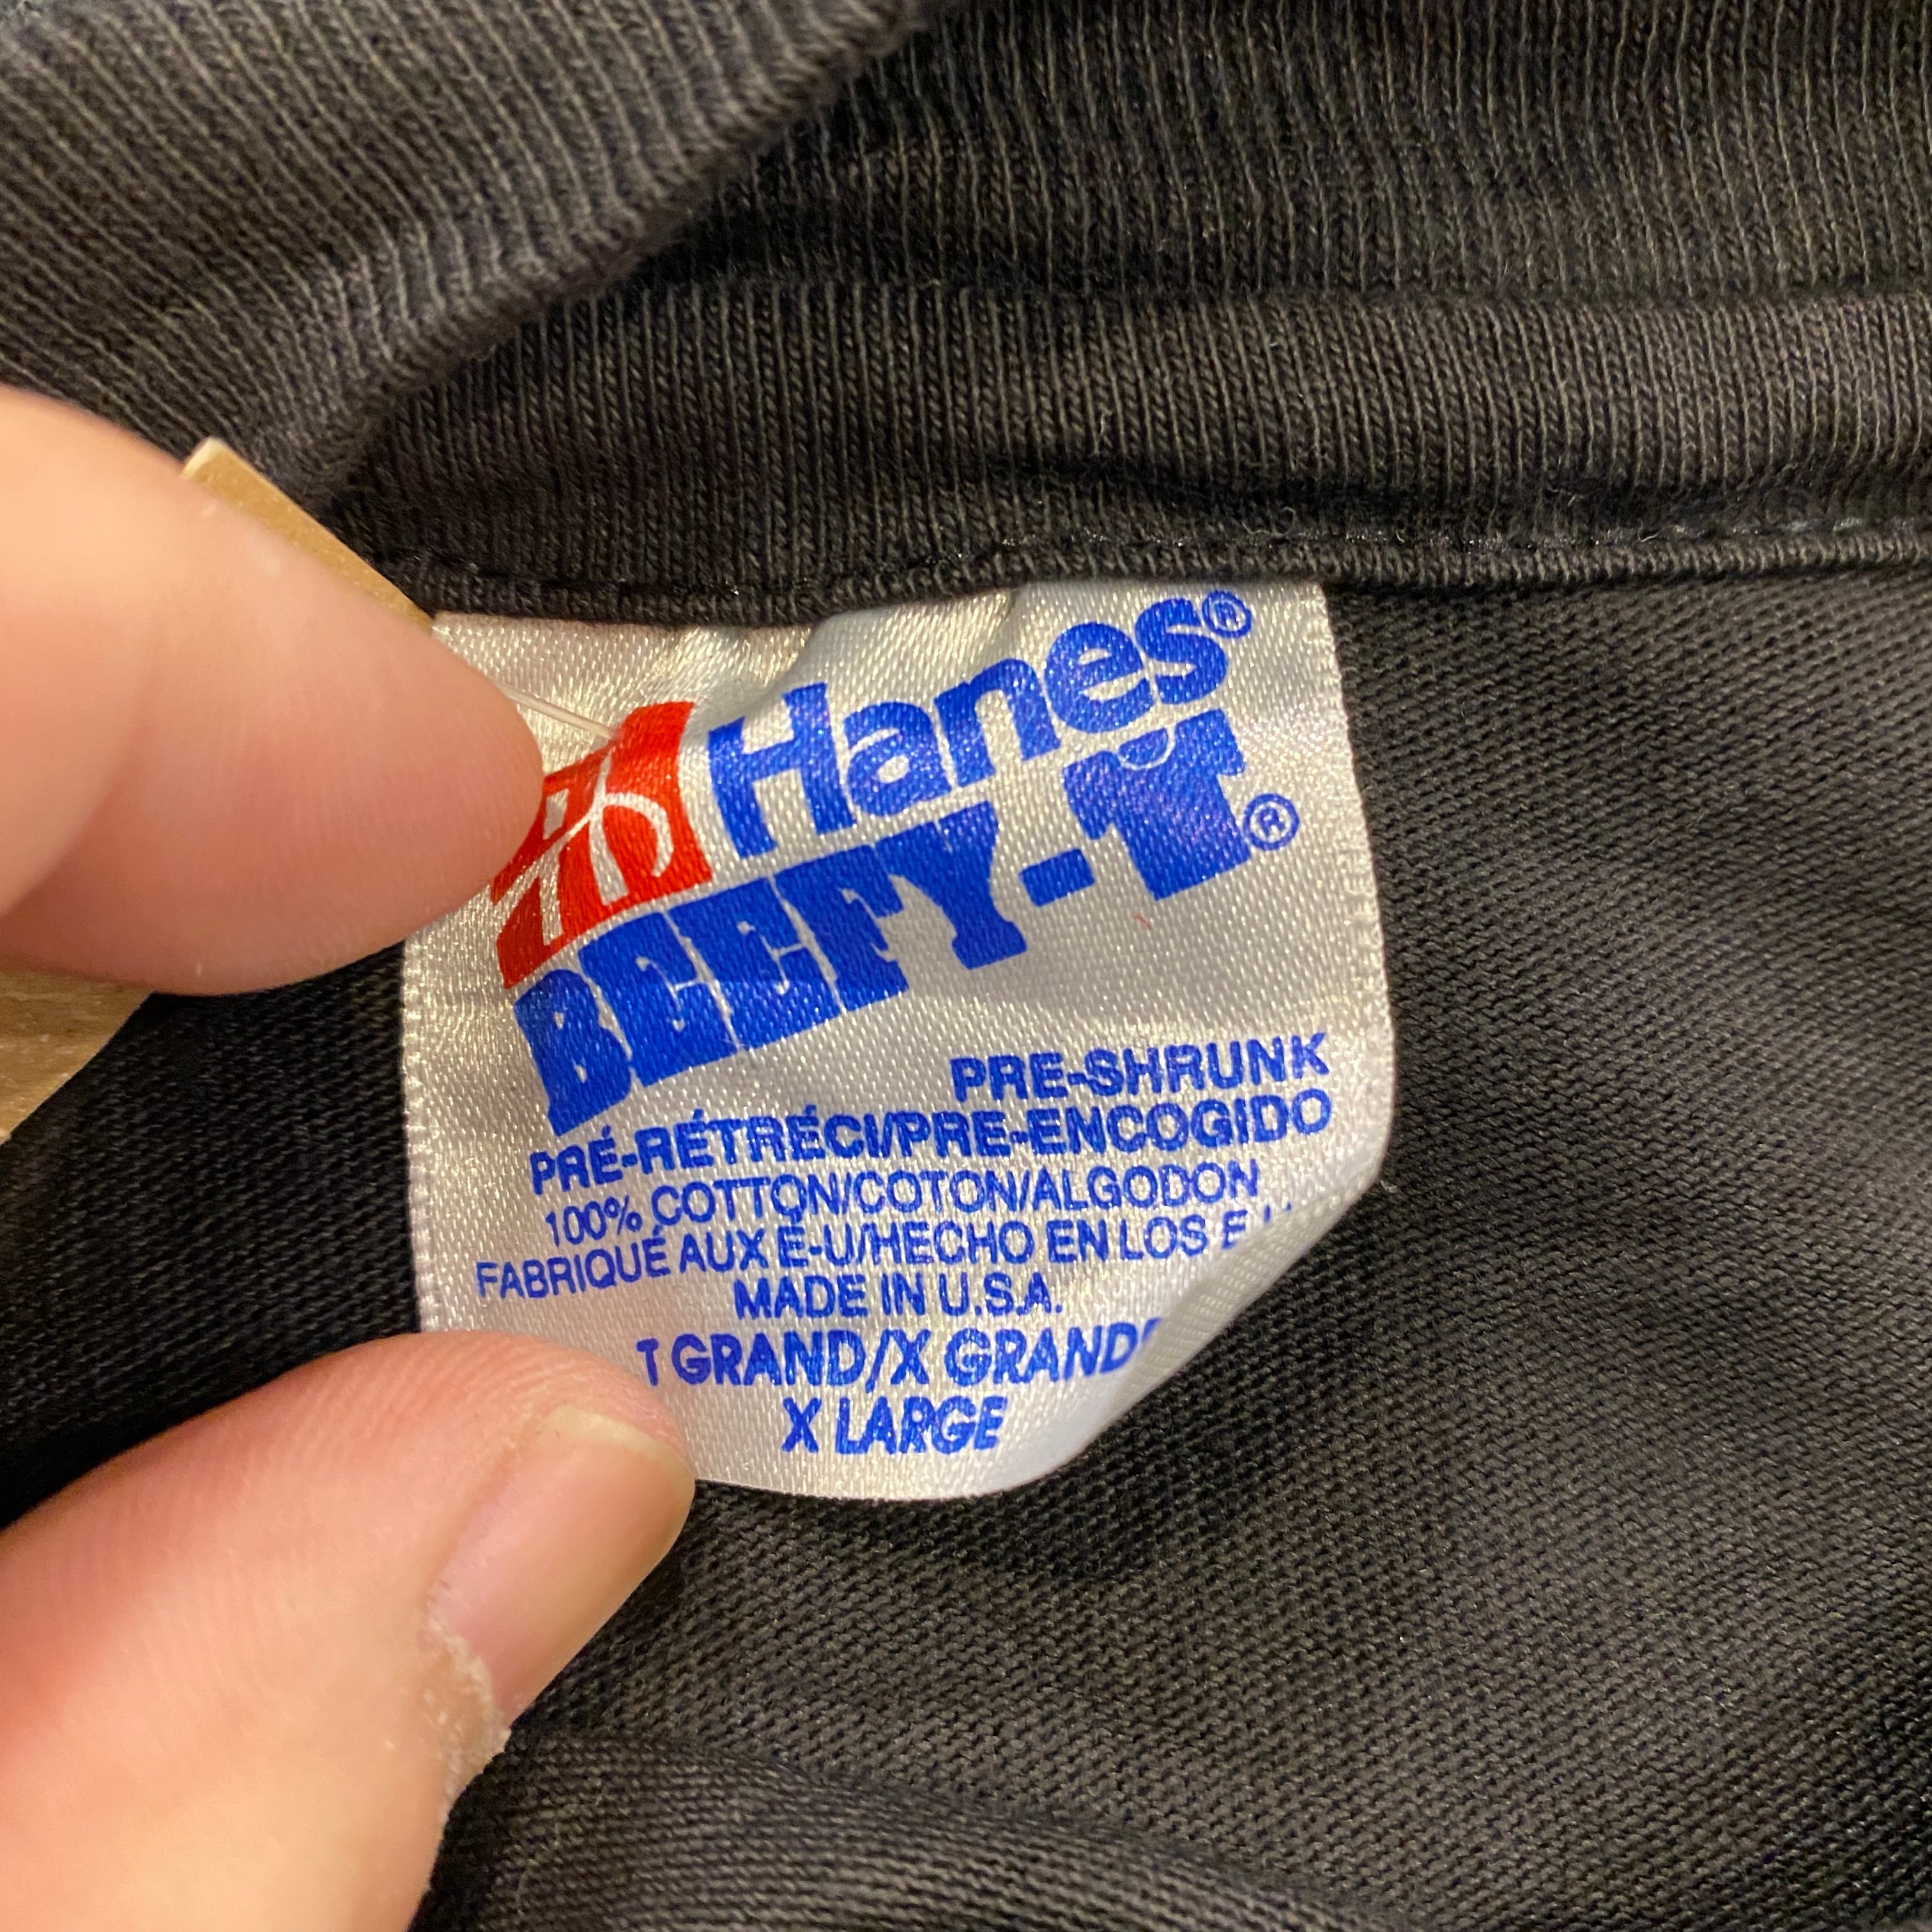 Hanes®
BEEFY-T®
PRE-SHRUNK
PRÉ-RÉTRÉCI/PRE-ENCOGIDO
100% COTTON/COTON/ALGODON
FABRIQUÉ AUX É-U/HECHO EN LOS
MADE IN U.S.A.
T GRAND/X
X LARGE